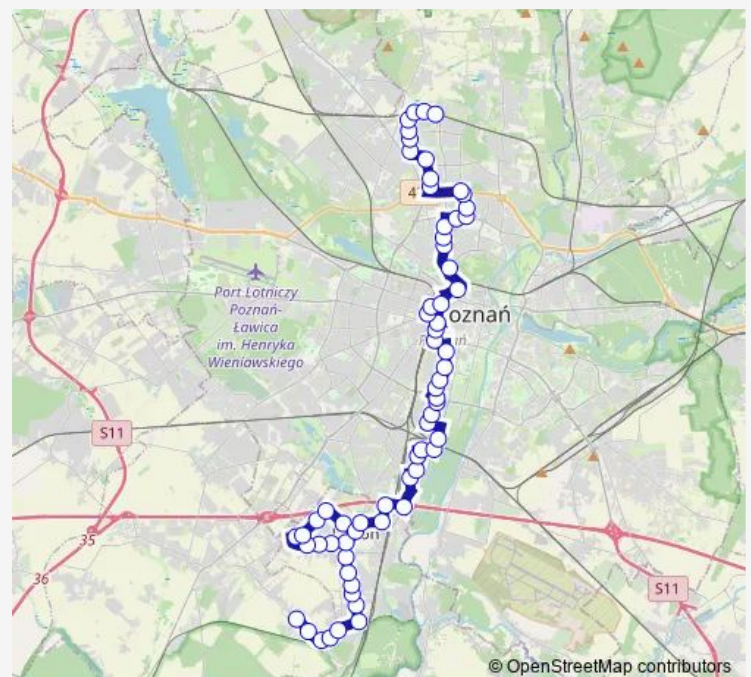 Port Lotniczy
Poznań-
Ławica
im. Henryka
Wieniawskiego
oznań
S11
35
36
S11
© OpenStreetMap contributors